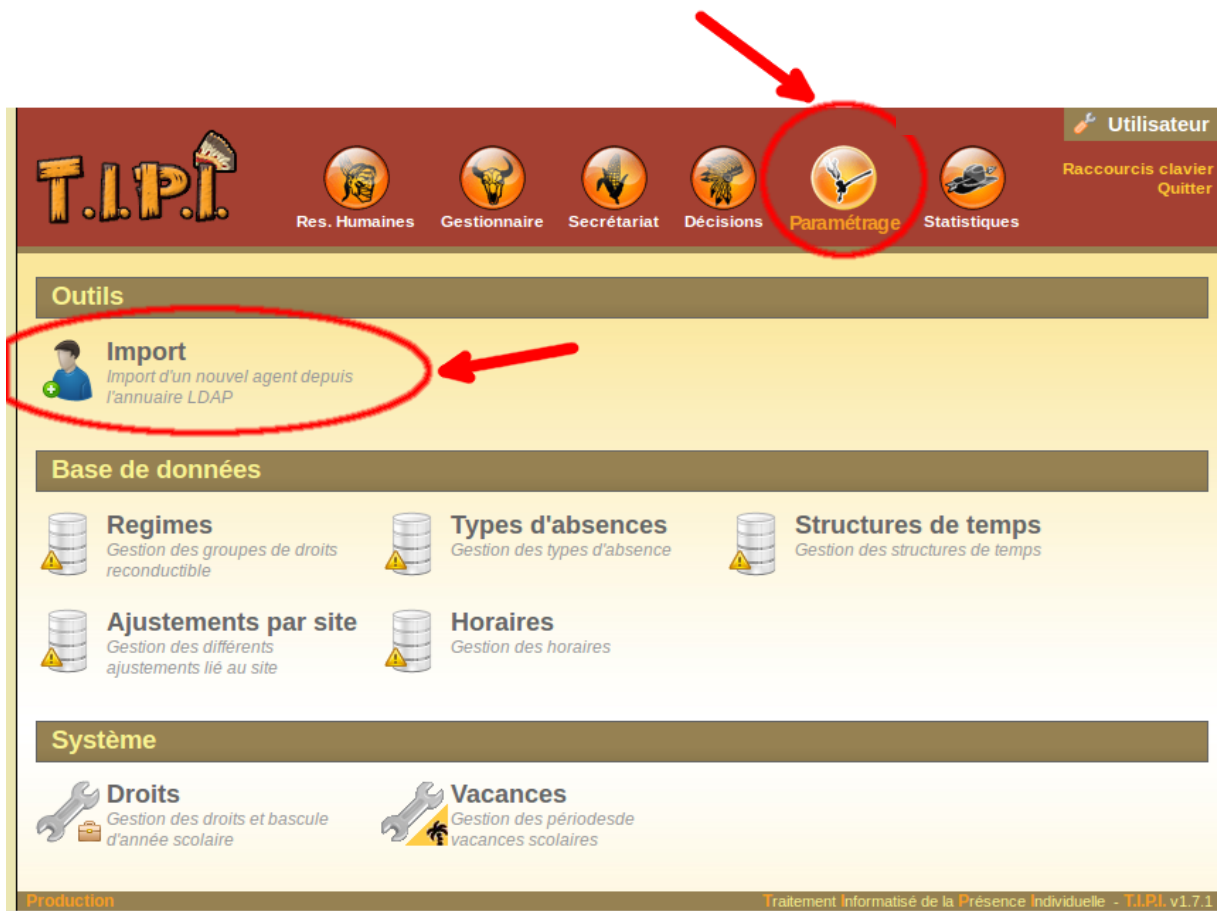 T.I.P.I.
Utilisateur
Raccourcis clavier
Quitter
Res. Humaines
Gestionnaire
Secrétariat
Décisions
Paramétrage
Statistiques
Outils
Import
Import d'un nouvel agent depuis
l'annuaire LDAP
Base de données
Regimes
Gestion des groupes de droits
reconductible
Types d'absences
Gestion des types d'absence
Structures de temps
Gestion des structures de temps
Ajustements par site
Gestion des différents
ajustements lié au site
Horaires
Gestion des horaires
Système
Droits
Gestion des droits et bascule
d'année scolaire
Vacances
Gestion des périodesde
vacances scolaires
Production
Traitement Informatisé de la Présence Individuelle - T.I.P.I. v1.7.1